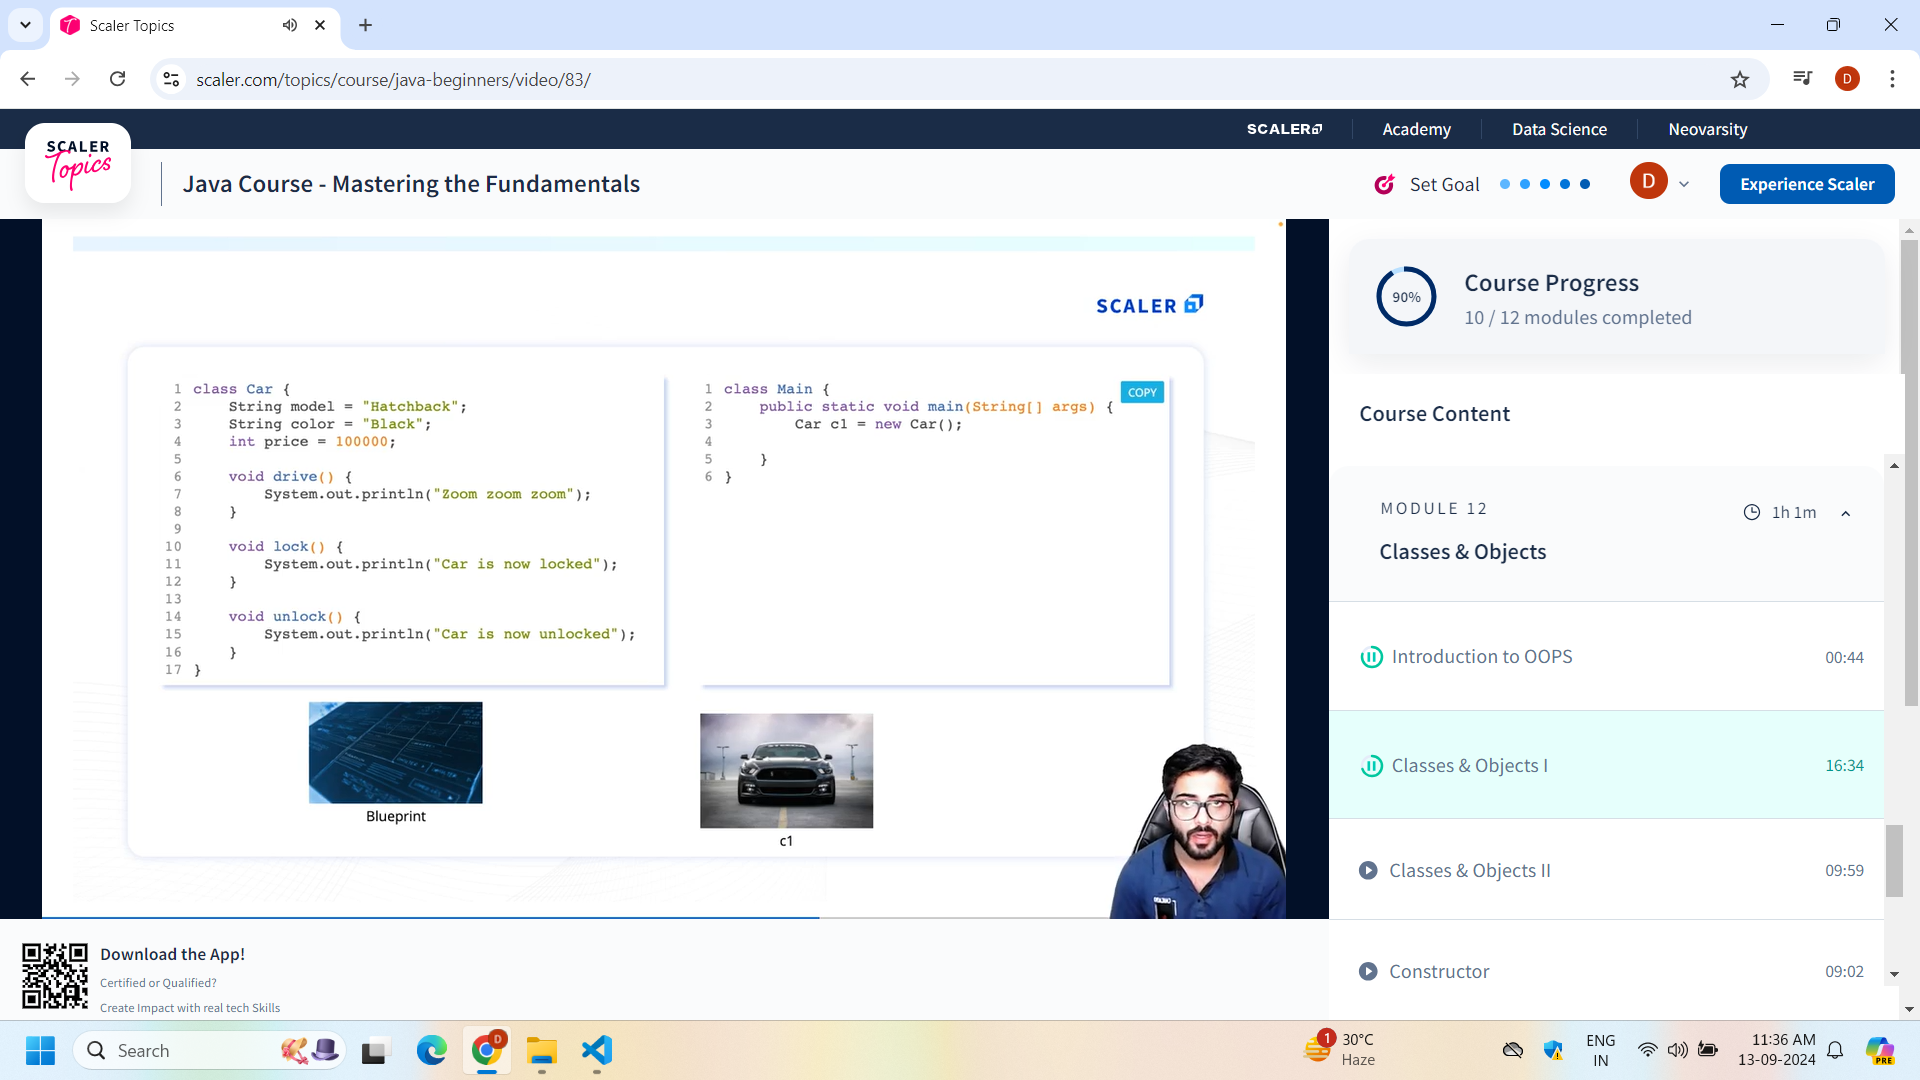 Scaler Topics
scaler.com/topics/course/java-beginners/video/83/
D
SCALER
Academy
Data Science
Neovarsity
SCALER
Topics
Java Course - Mastering the Fundamentals
Set Goal
D
Experience Scaler
SCALER
1 class Car {
2 String model = "Hatchback";
3 String color = "Black";
4 int price = 100000;
5
6 void drive() {
7 System.out.println("Zoom zoom zoom");
8 }
9
10 void lock() {
11 System.out.println("Car is now locked");
12 }
13
14 void unlock() {
15 System.out.println("Car is now unlocked");
16 }
17 }
1 class Main {
2 public static void main(String[] args) {
3 Car c1 = new Car();
4
5 }
6 }
COPY
Blueprint
c1
90%
Course Progress
10 / 12 modules completed
Course Content
MODULE 12
1h 1m
Classes & Objects
Introduction to OOPS
00:44
Classes & Objects I
16:34
Classes & Objects II
09:59
Constructor
09:02
Download the App!
Certified or Qualified?
Create Impact with real tech Skills
Search
D
1
30°C
Haze
ENG
IN
11:36 AM
13-09-2024
PRE